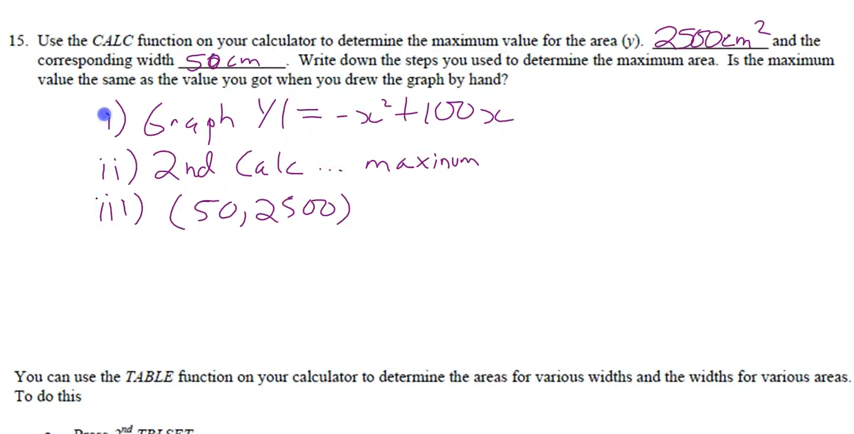 15. Use the CALC function on your calculator to determine the maximum value for the area (y). 2500cm² and the
corresponding width 50cm. Write down the steps you used to determine the maximum area. Is the maximum
value the same as the value you got when you drew the graph by hand?
i) Graph Y1 = -x² + 100x
ii) 2nd Calc ... maximum
iii) (50, 2500)
You can use the TABLE function on your calculator to determine the areas for various widths and the widths for various areas.
To do this
Press 2nd TBLSET